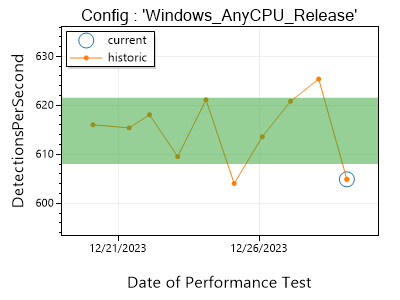 Config : 'Windows_AnyCPU_Release'
current
historic
DetectionsPerSecond
630
620
610
600
12/21/2023
12/26/2023
Date of Performance Test